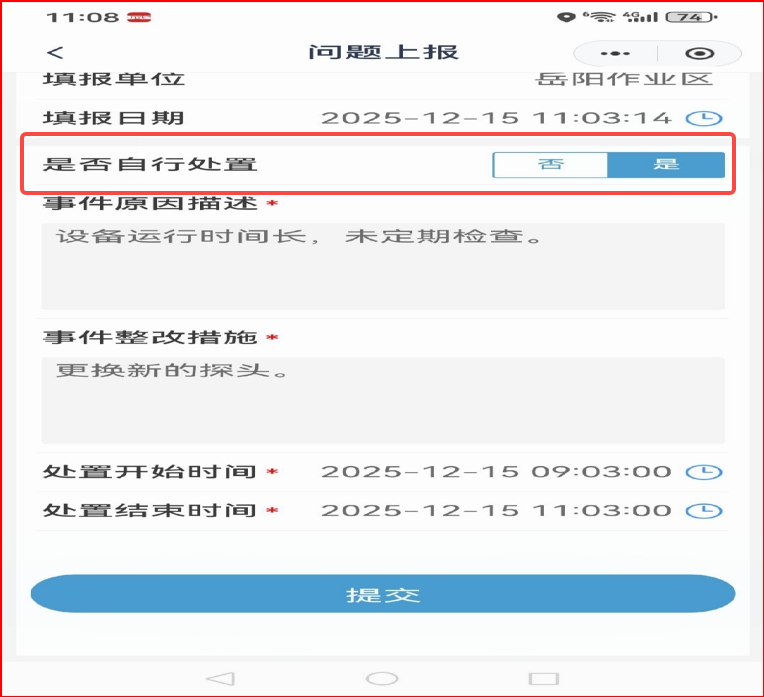 11:08
4G 74
问题上报
填报单位 岳阳作业区
填报日期 2025-12-15 11:03:14
是否自行处置 否 是
事件原因描述 *
设备运行时间长，未定期检查。
事件整改措施 *
更换新的探头。
处置开始时间 * 2025-12-15 09:03:00
处置结束时间 * 2025-12-15 11:03:00
提交